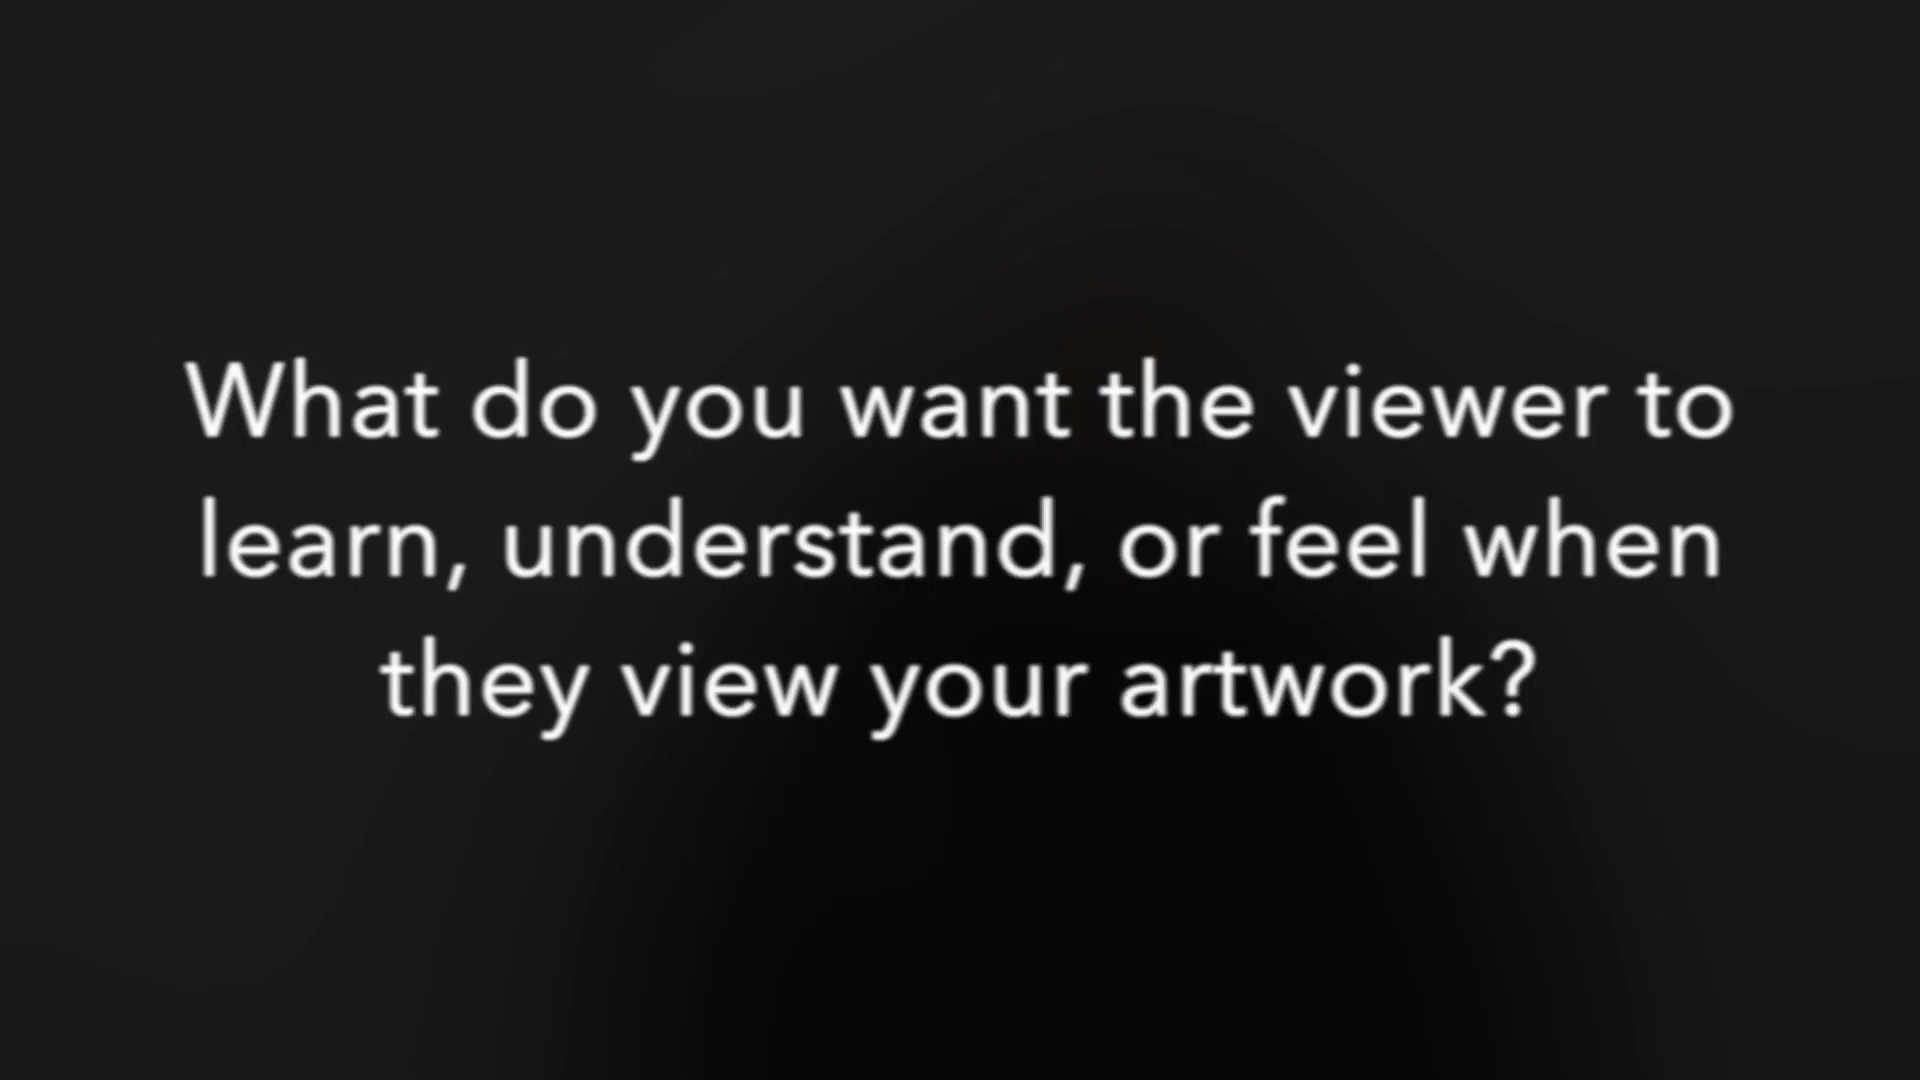 What do you want the viewer to
learn, understand, or feel when
they view your artwork?